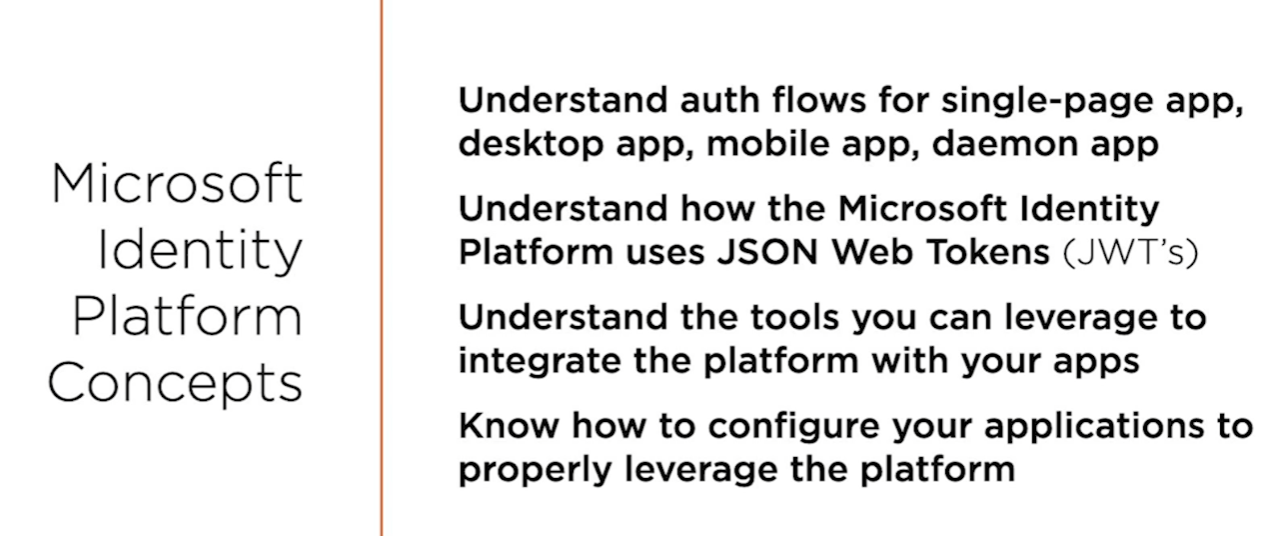 Microsoft
Identity
Platform
Concepts
Understand auth flows for single-page app,
desktop app, mobile app, daemon app
Understand how the Microsoft Identity
Platform uses JSON Web Tokens (JWT's)
Understand the tools you can leverage to
integrate the platform with your apps
Know how to configure your applications to
properly leverage the platform